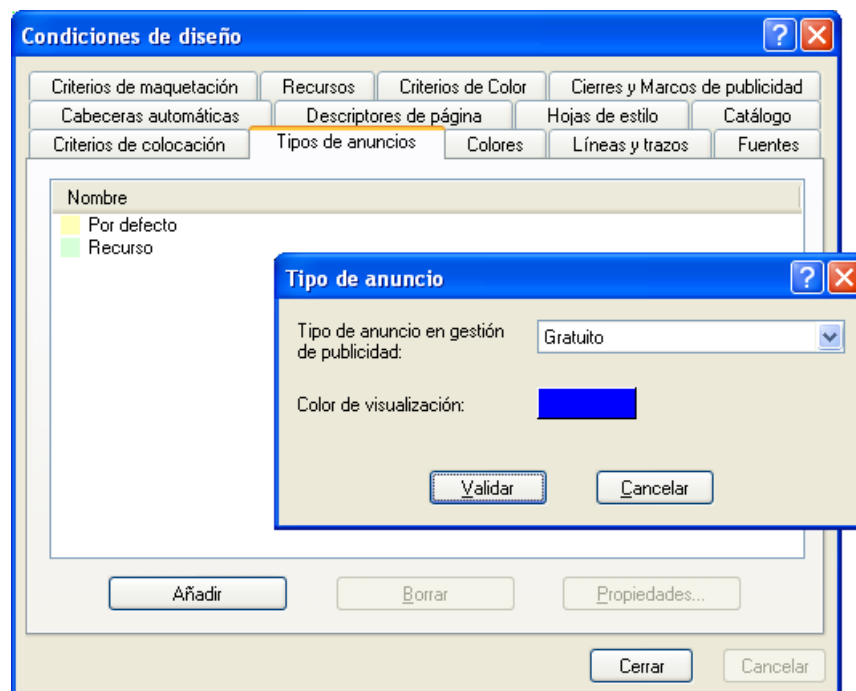 Condiciones de diseño
Criterios de maquetación Recursos Criterios de Color Cierres y Marcos de publicidad
Cabeceras automáticas Descriptores de página Hojas de estilo Catálogo
Criterios de colocación Tipos de anuncios Colores Líneas y trazos Fuentes
Nombre
Por defecto
Recurso
Tipo de anuncio
Tipo de anuncio en gestión
de publicidad:
Gratuito
Color de visualización:
Validar Cancelar
Añadir Borrar Propiedades...
Cerrar Cancelar